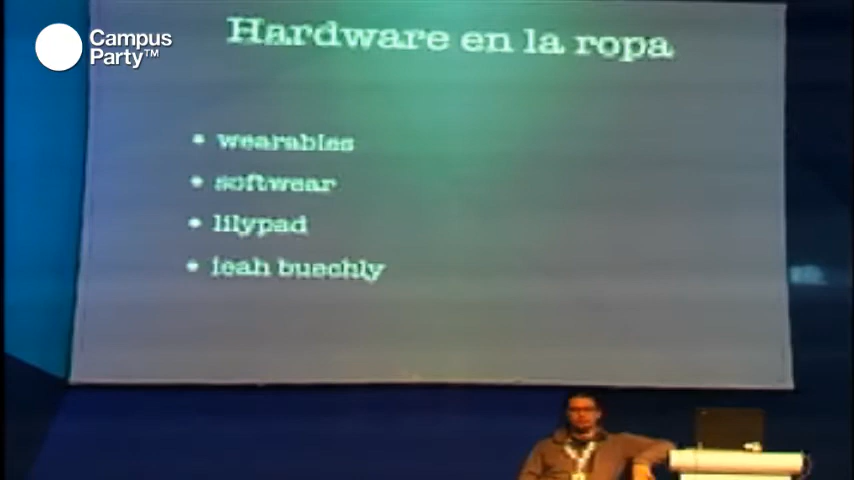 Campus
Party™
Hardware en la ropa
• wearables
• softwear
• lilypad
• leah buechly